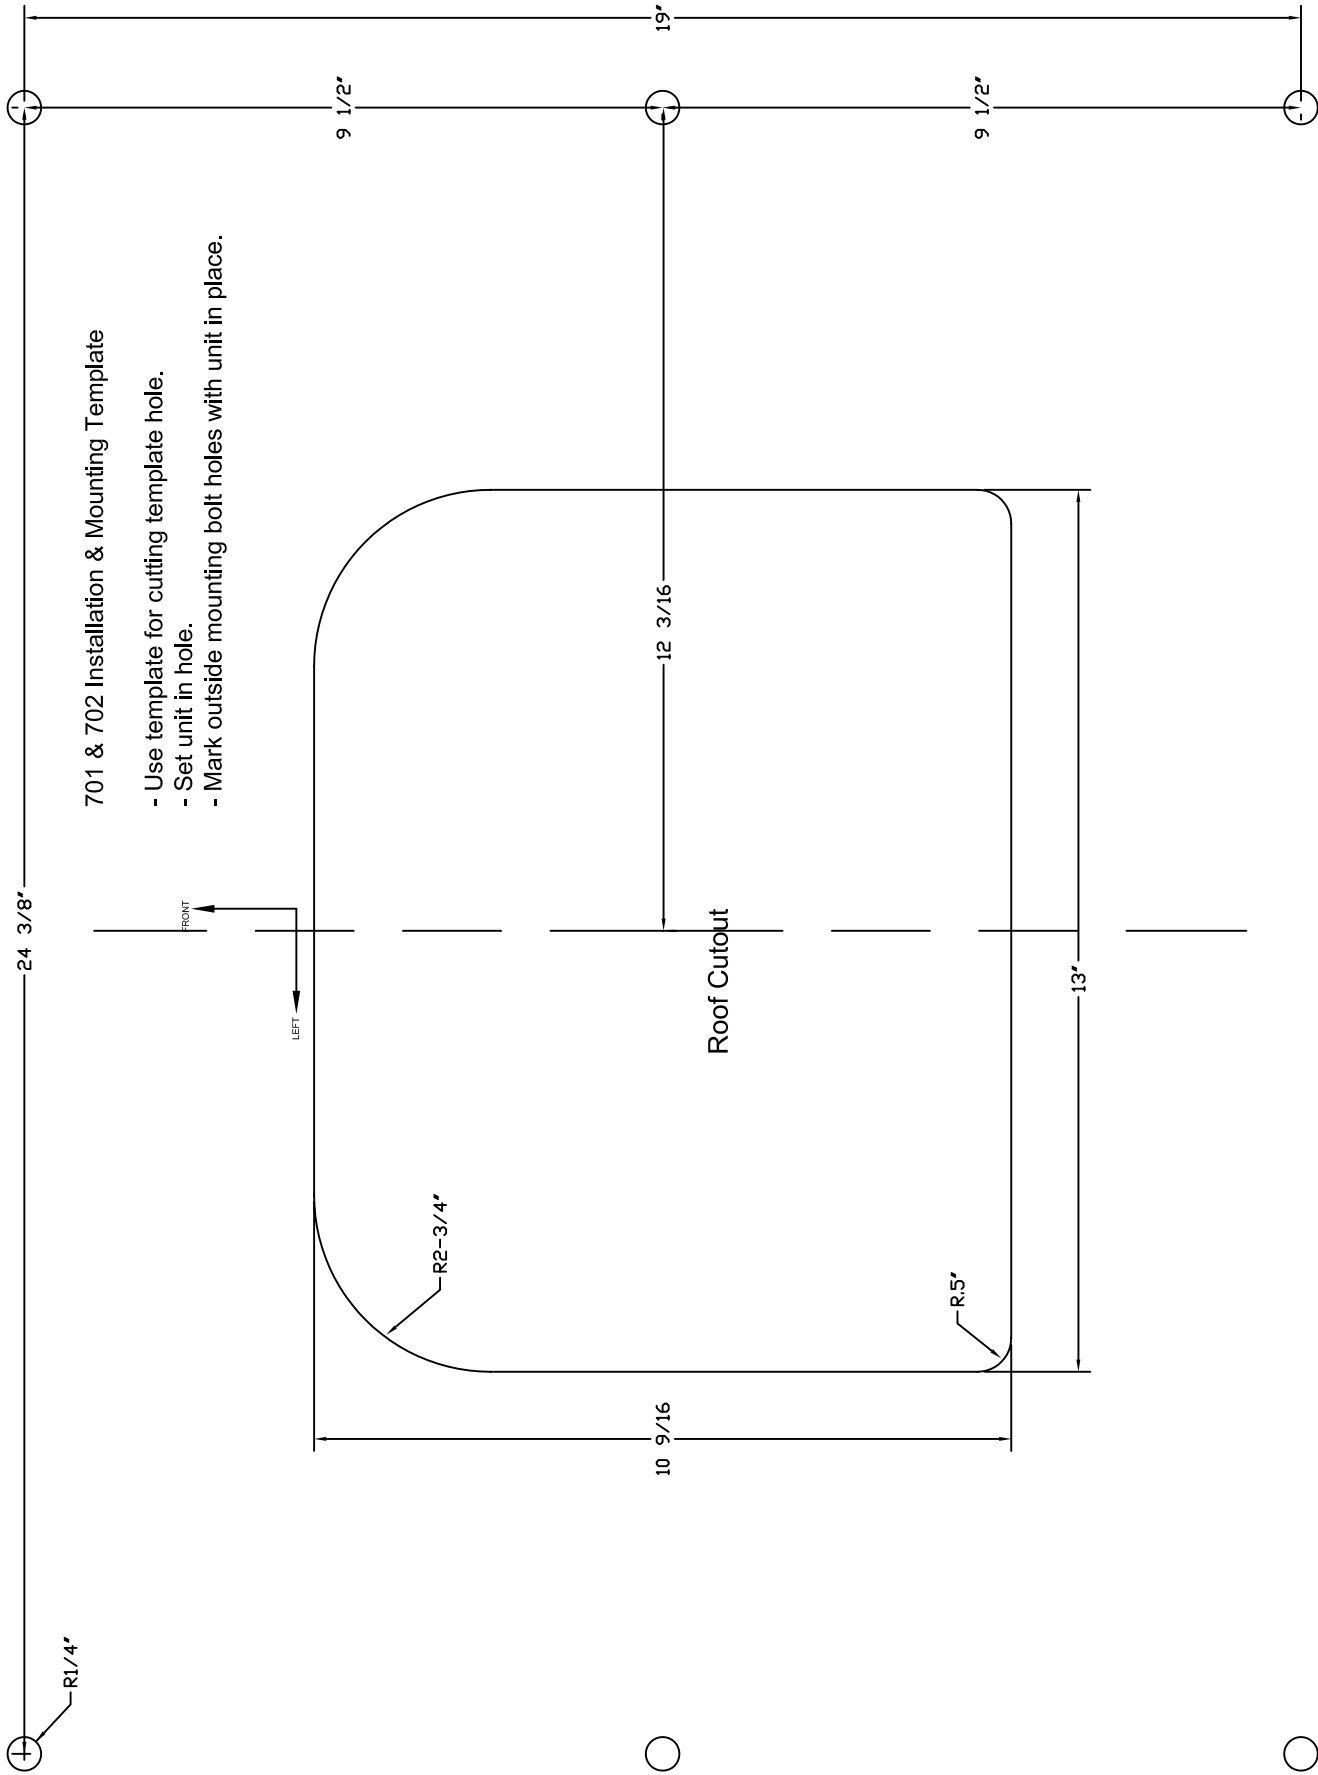 701 & 702 Installation & Mounting Template
- Use template for cutting template hole.
- Set unit in hole.
- Mark outside mounting bolt holes with unit in place.
24 3/8"
R1/4"
FRONT
LEFT
9 1/2"
19"
9 1/2"
R2-3/4"
12 3/16
10 9/16
Roof Cutout
R.5"
13"